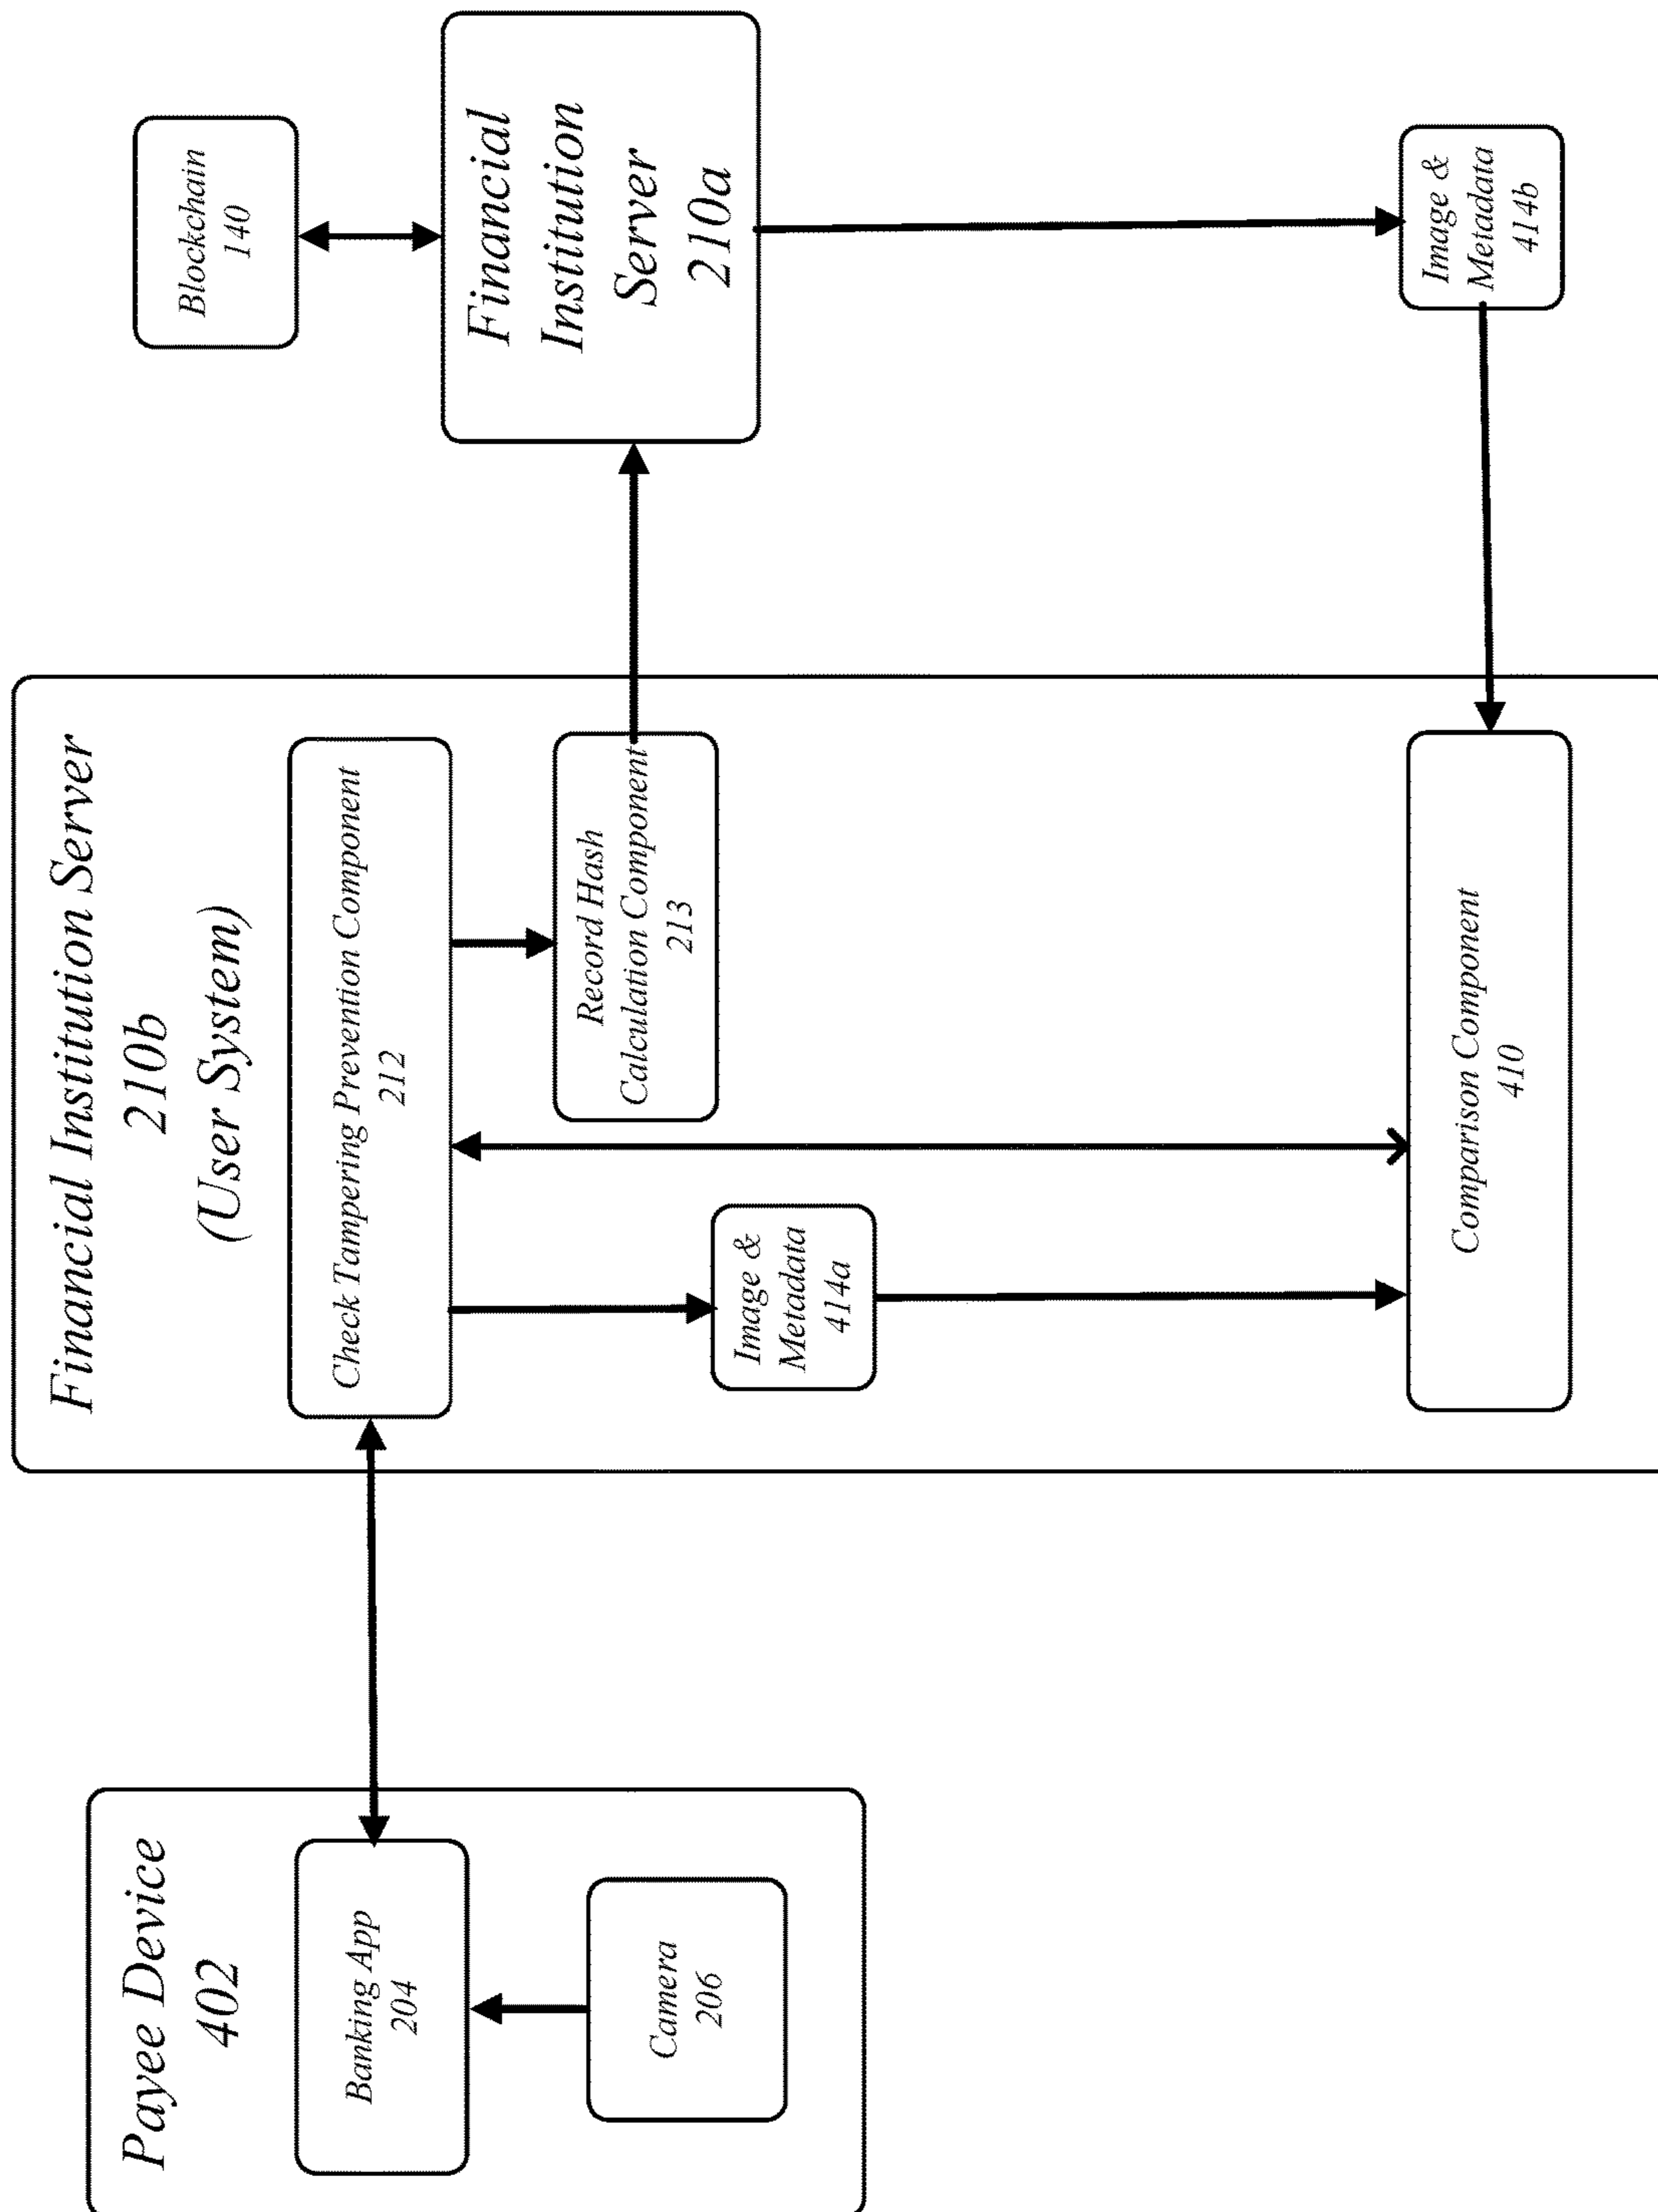 Payee Device
402
Banking App
204
Camera
206
Financial Institution Server
210b
(User System)
Check Tampering Prevention Component
212
Record Hash
Calculation Component
213
Image &
Metadata
414a
Comparison Component
410
Blockchain
140
Financial
Institution
Server
210a
Image &
Metadata
414b